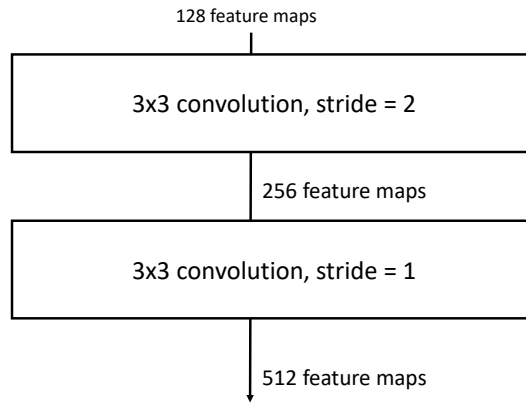 128 feature maps
3x3 convolution, stride = 2
256 feature maps
3x3 convolution, stride = 1
512 feature maps